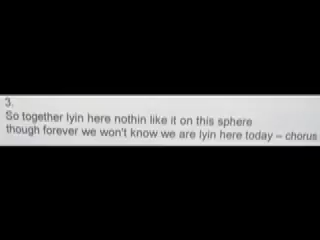 3.
So together lyin here nothin like it on this sphere
though forever we won't know we are lyin here today – chorus